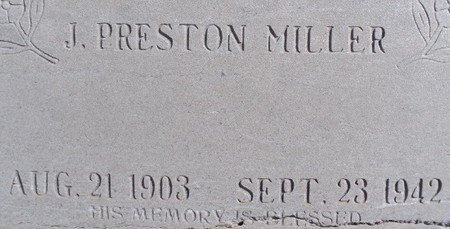 J. PRESTON MILLER
AUG. 21 1903 SEPT. 23 1942
HIS MEMORY IS BLESSED